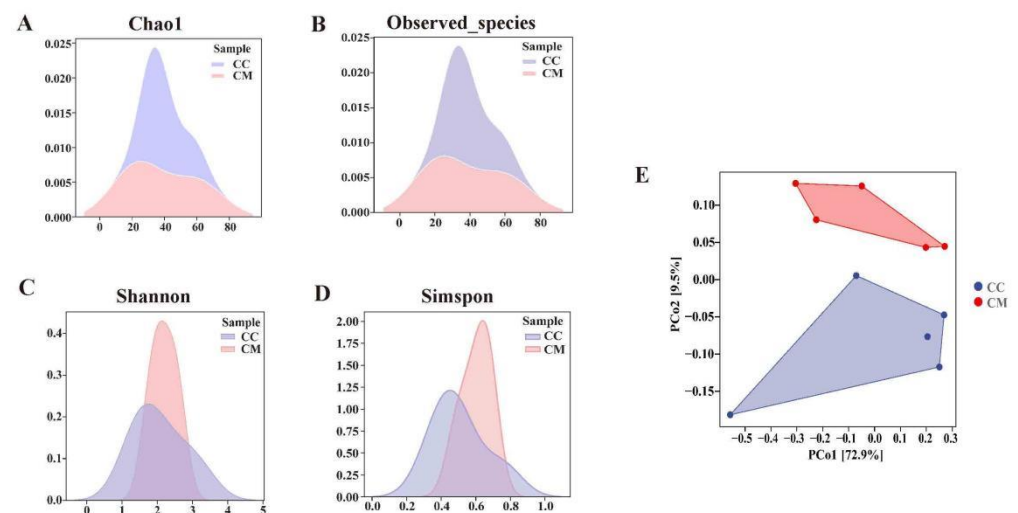 A
Chao1
Sample
CC
CM
0.025
0.020
0.015
0.010
0.005
0.000
0 20 40 60 80
B
Observed_species
Sample
CC
CM
0.025
0.020
0.015
0.010
0.005
0.000
0 20 40 60 80
C
Shannon
Sample
CC
CM
0.4
0.3
0.2
0.1
0.0
0 1 2 3 4 5
D
Simspon
Sample
CC
CM
2.00
1.75
1.50
1.25
1.00
0.75
0.50
0.25
0.00
0.0 0.2 0.4 0.6 0.8 1.0
E
PCo2 [9.5%]
0.10
0.05
0.00
−0.05
−0.10
−0.15
−0.5 −0.4 −0.3 −0.2 −0.1 0.0 0.1 0.2 0.3
PCo1 [72.9%]
CC
CM